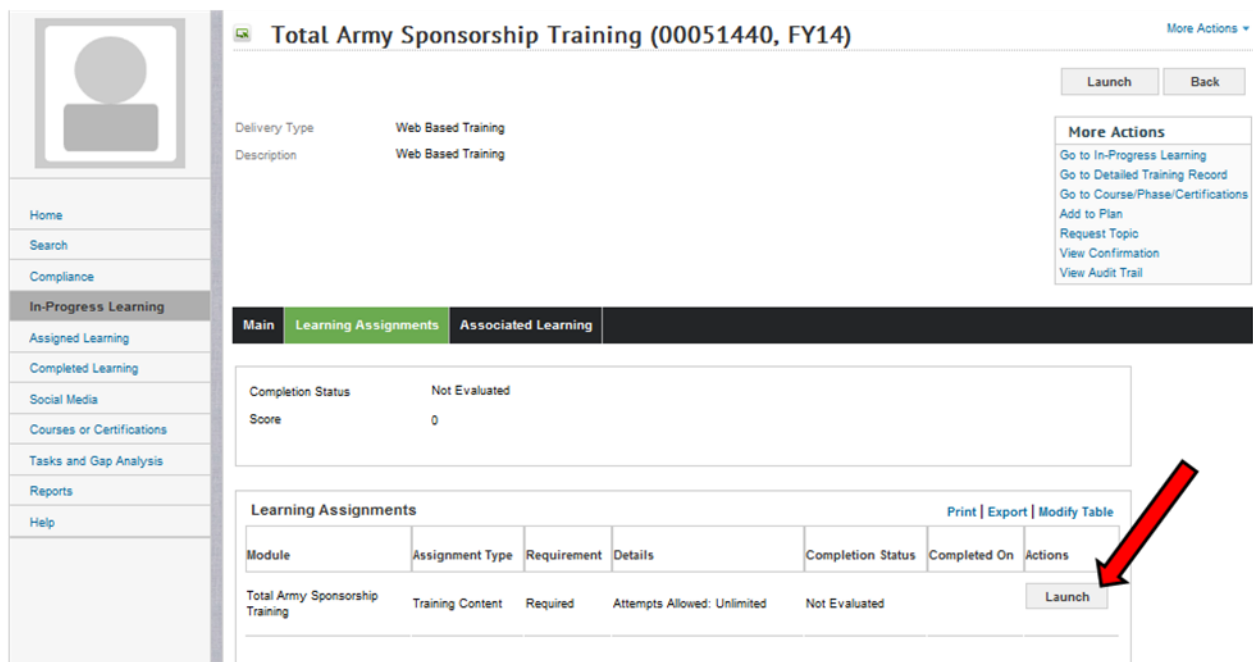 Total Army Sponsorship Training (00051440, FY14)
More Actions
Launch
Back
Delivery Type
Web Based Training
Description
Web Based Training
More Actions
Go to In-Progress Learning
Go to Detailed Training Record
Go to Course/Phase/Certifications
Add to Plan
Request Topic
View Confirmation
View Audit Trail
Home
Search
Compliance
In-Progress Learning
Assigned Learning
Completed Learning
Social Media
Courses or Certifications
Tasks and Gap Analysis
Reports
Help
Main
Learning Assignments
Associated Learning
Completion Status
Not Evaluated
Score
0
Learning Assignments
Print | Export | Modify Table
Module
Assignment Type
Requirement
Details
Completion Status
Completed On
Actions
Total Army Sponsorship
Training
Training Content
Required
Attempts Allowed: Unlimited
Not Evaluated
Launch